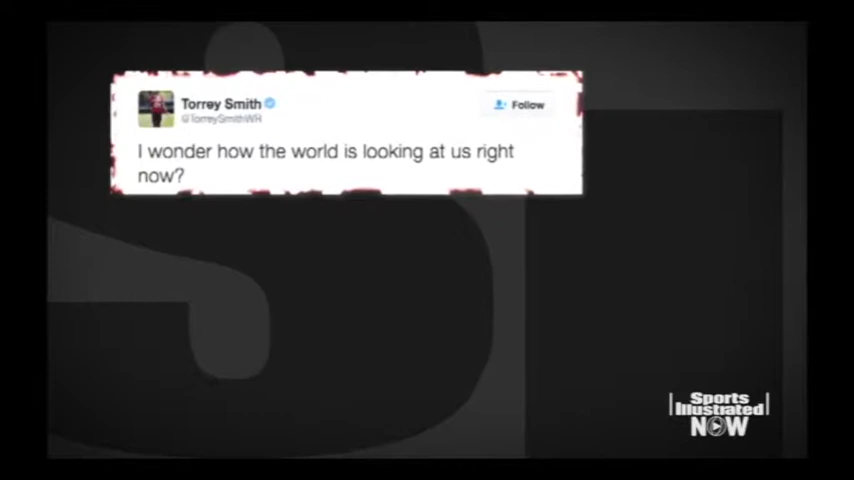 Torrey Smith
@TorreySmithWR
Follow
I wonder how the world is looking at us right
now?
Sports
Illustrated
NOW